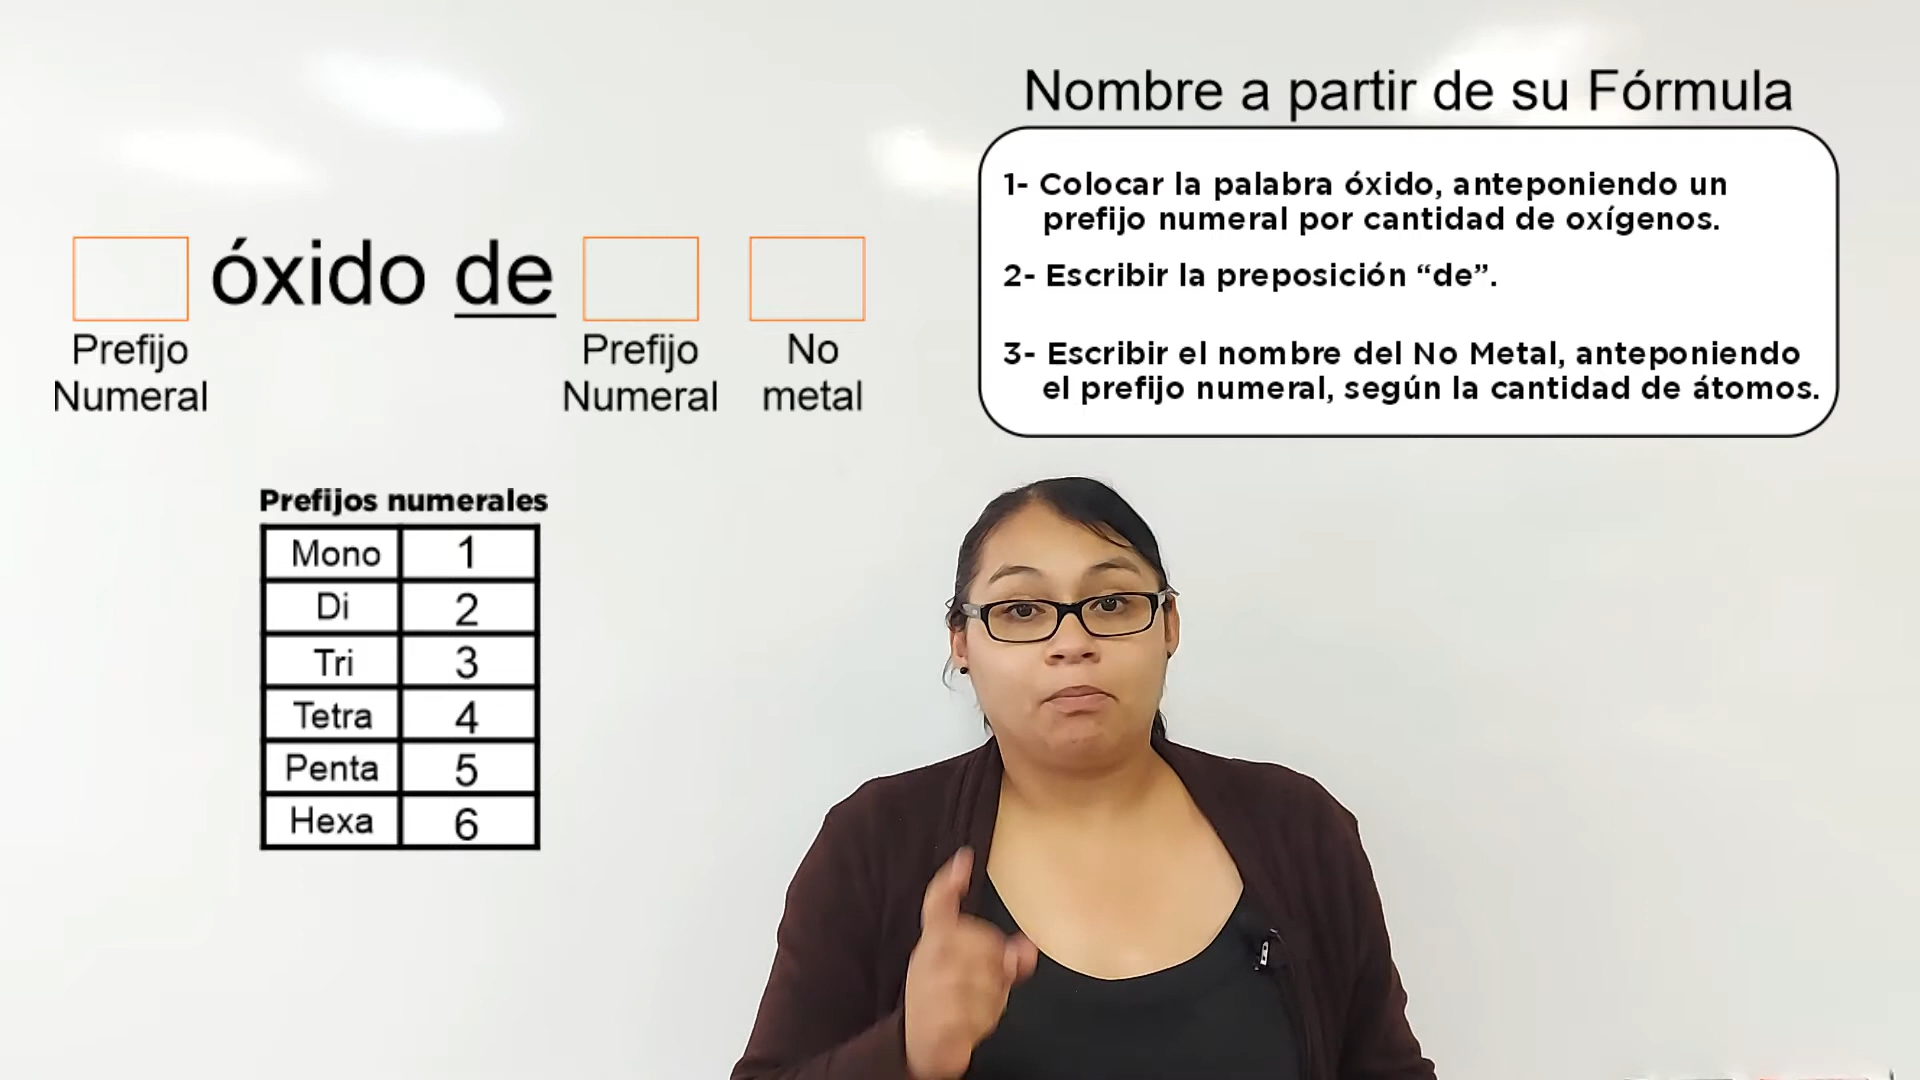 Nombre a partir de su Fórmula
1- Colocar la palabra óxido, anteponiendo un
prefijo numeral por cantidad de oxígenos.
2- Escribir la preposición “de”.
3- Escribir el nombre del No Metal, anteponiendo
el prefijo numeral, según la cantidad de átomos.
óxido de
Prefijo
Numeral
Prefijo
Numeral
No
metal
Prefijos numerales
Mono 1
Di 2
Tri 3
Tetra 4
Penta 5
Hexa 6